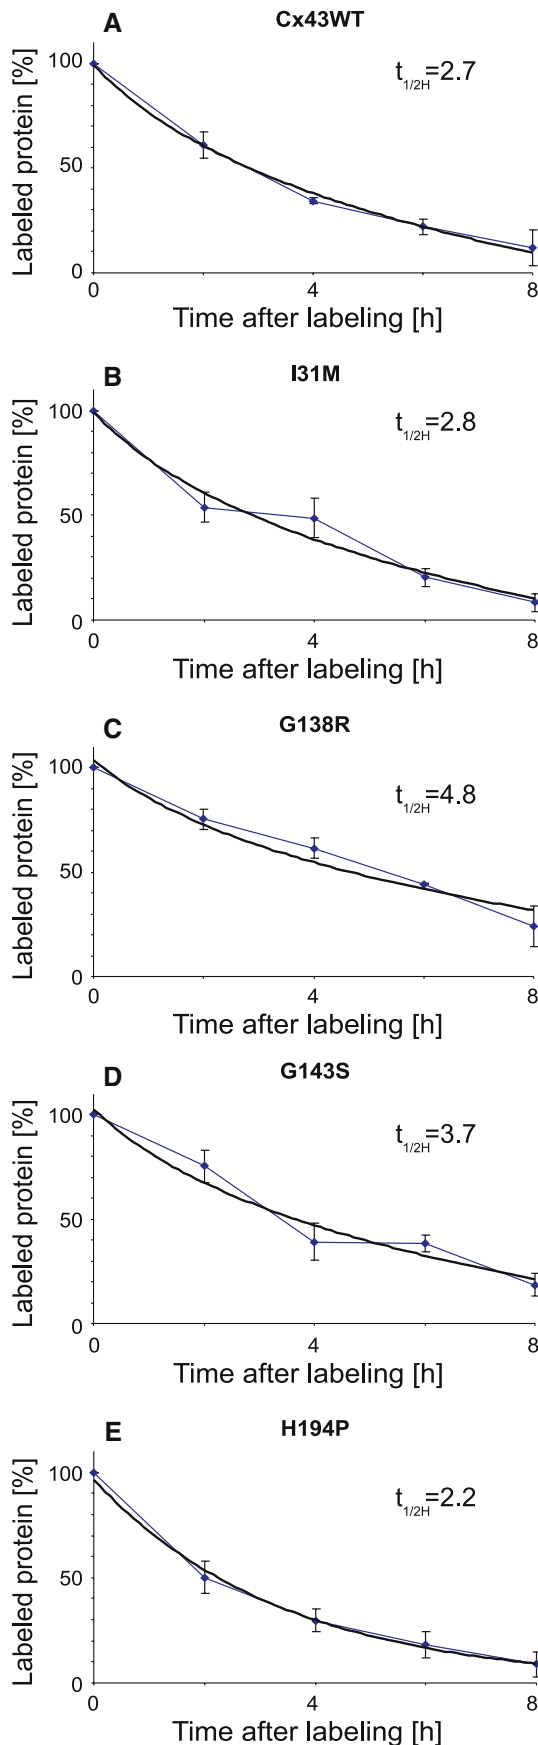 A
Cx43WT
Labeled protein [%]
100
50
0
t1/2H=2.7
0
4
8
Time after labeling [h]
B
I31M
Labeled protein [%]
100
50
0
t1/2H=2.8
0
4
8
Time after labeling [h]
C
G138R
Labeled protein [%]
100
50
0
t1/2H=4.8
0
4
8
Time after labeling [h]
D
G143S
Labeled protein [%]
100
50
0
t1/2H=3.7
0
4
8
Time after labeling [h]
E
H194P
Labeled protein [%]
100
50
0
t1/2H=2.2
0
4
8
Time after labeling [h]